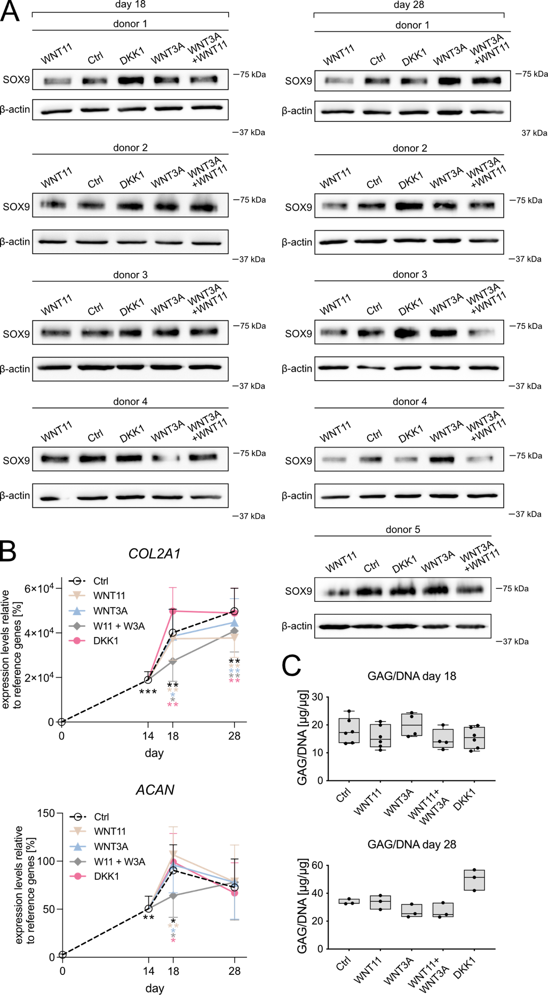 A
day 18
donor 1
WNT11 Ctrl DKK1 WNT3A WNT3A +WNT11
SOX9 –75 kDa
β-actin
–37 kDa
donor 2
WNT11 Ctrl DKK1 WNT3A WNT3A +WNT11
SOX9 –75 kDa
β-actin
–37 kDa
donor 3
WNT11 Ctrl DKK1 WNT3A WNT3A +WNT11
SOX9 –75 kDa
β-actin
–37 kDa
donor 4
WNT11 Ctrl DKK1 WNT3A WNT3A +WNT11
SOX9 –75 kDa
β-actin
–37 kDa
day 28
donor 1
WNT11 Ctrl DKK1 WNT3A WNT3A +WNT11
SOX9 –75 kDa
β-actin
37 kDa
donor 2
WNT11 Ctrl DKK1 WNT3A WNT3A +WNT11
SOX9 –75 kDa
β-actin
–37 kDa
donor 3
WNT11 Ctrl DKK1 WNT3A WNT3A +WNT11
SOX9 –75 kDa
β-actin
–37 kDa
donor 4
WNT11 Ctrl DKK1 WNT3A WNT3A +WNT11
SOX9 –75 kDa
β-actin
–37 kDa
donor 5
WNT11 Ctrl DKK1 WNT3A WNT3A +WNT11
SOX9 –75 kDa
β-actin
–37 kDa
B
COL2A1
expression levels relative
to reference genes [%]
6×10⁴
4×10⁴
2×10⁴
0
Ctrl
WNT11
WNT3A
W11 + W3A
DKK1
***
**
**
*
*
**
**
**
**
**
**
0 14 18 28
day
ACAN
expression levels relative
to reference genes [%]
150
100
50
0
Ctrl
WNT11
WNT3A
W11 + W3A
DKK1
**
*
**
*
*
*
0 14 18 28
day
C
GAG/DNA day 18
GAG/DNA [µg/µg]
30
20
10
0
Ctrl WNT11 WNT3A WNT11+ WNT3A DKK1
GAG/DNA day 28
GAG/DNA [µg/µg]
60
40
20
0
Ctrl WNT11 WNT3A WNT11+ WNT3A DKK1